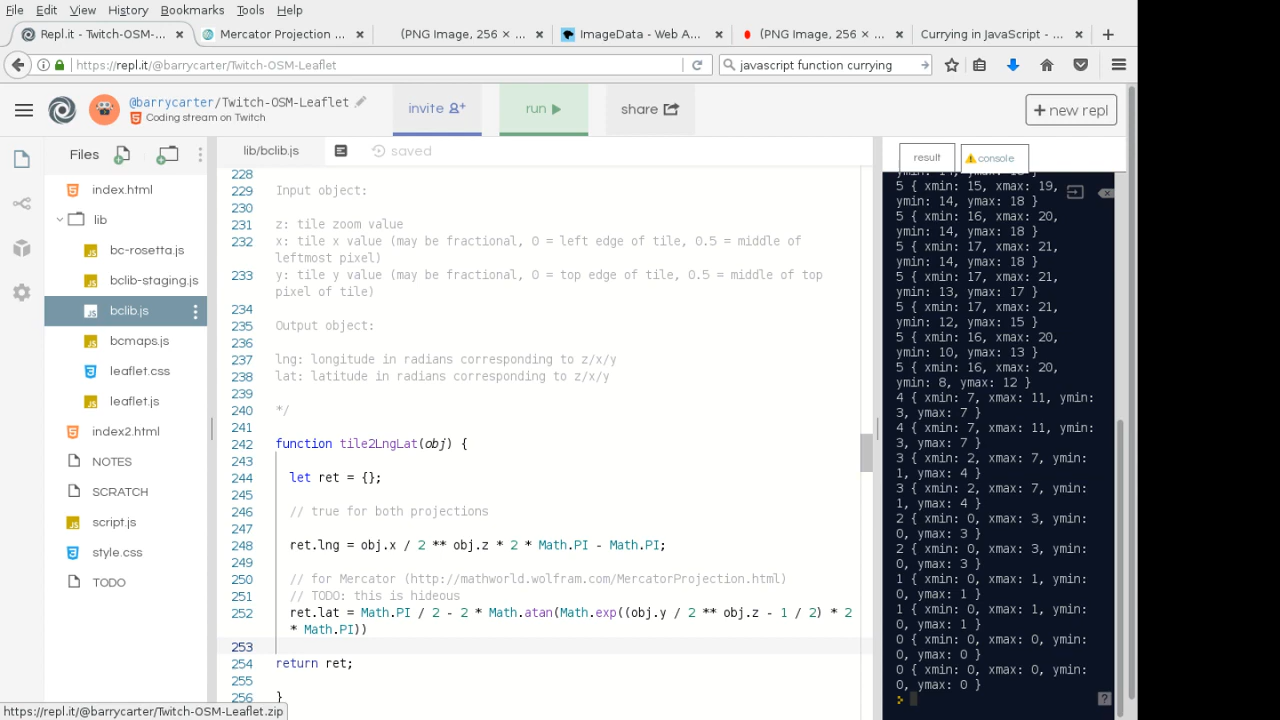 File Edit View History Bookmarks Tools Help
Repl.it - Twitch-OSM-... × Mercator Projection ... × (PNG Image, 256 × ... × ImageData - Web A... × (PNG Image, 256 × ... × Currying in JavaScript - ... × +
https://repl.it/@barrycarter/Twitch-OSM-Leaflet javascript function currying
@barrycarter/Twitch-OSM-Leaflet
Coding stream on Twitch
invite run share + new repl
Files
index.html
lib
bc-rosetta.js
bclib-staging.js
bclib.js
bcmaps.js
leaflet.css
leaflet.js
index2.html
NOTES
SCRATCH
script.js
style.css
TODO
https://repl.it/@barrycarter/Twitch-OSM-Leaflet.zip
lib/bclib.js saved
228
229 Input object:
230
231 z: tile zoom value
232 x: tile x value (may be fractional, 0 = left edge of tile, 0.5 = middle of
leftmost pixel)
233 y: tile y value (may be fractional, 0 = top edge of tile, 0.5 = middle of top
pixel of tile)
234
235 Output object:
236
237 lng: longitude in radians corresponding to z/x/y
238 lat: latitude in radians corresponding to z/x/y
239
240 */
241
242 function tile2LngLat(obj) {
243
244 let ret = {};
245
246 // true for both projections
247
248 ret.lng = obj.x / 2 ** obj.z * 2 * Math.PI - Math.PI;
249
250 // for Mercator (http://mathworld.wolfram.com/MercatorProjection.html)
251 // TODO: this is hideous
252 ret.lat = Math.PI / 2 - 2 * Math.atan(Math.exp((obj.y / 2 ** obj.z - 1 / 2) * 2
* Math.PI))
253
254 return ret;
255
256 }
result console
ymin: 14, ymax: 18 }
5 { xmin: 15, xmax: 19,
ymin: 14, ymax: 18 }
5 { xmin: 16, xmax: 20,
ymin: 14, ymax: 18 }
5 { xmin: 17, xmax: 21,
ymin: 14, ymax: 18 }
5 { xmin: 17, xmax: 21,
ymin: 13, ymax: 17 }
5 { xmin: 17, xmax: 21,
ymin: 12, ymax: 15 }
5 { xmin: 16, xmax: 20,
ymin: 10, ymax: 13 }
5 { xmin: 16, xmax: 20,
ymin: 8, ymax: 12 }
4 { xmin: 7, xmax: 11, ymin:
3, ymax: 7 }
4 { xmin: 7, xmax: 11, ymin:
3, ymax: 7 }
3 { xmin: 2, xmax: 7, ymin:
1, ymax: 4 }
3 { xmin: 2, xmax: 7, ymin:
1, ymax: 4 }
2 { xmin: 0, xmax: 3, ymin:
0, ymax: 3 }
2 { xmin: 0, xmax: 3, ymin:
0, ymax: 3 }
1 { xmin: 0, xmax: 1, ymin:
0, ymax: 1 }
1 { xmin: 0, xmax: 1, ymin:
0, ymax: 1 }
0 { xmin: 0, xmax: 0, ymin:
0, ymax: 0 }
0 { xmin: 0, xmax: 0, ymin:
0, ymax: 0 }